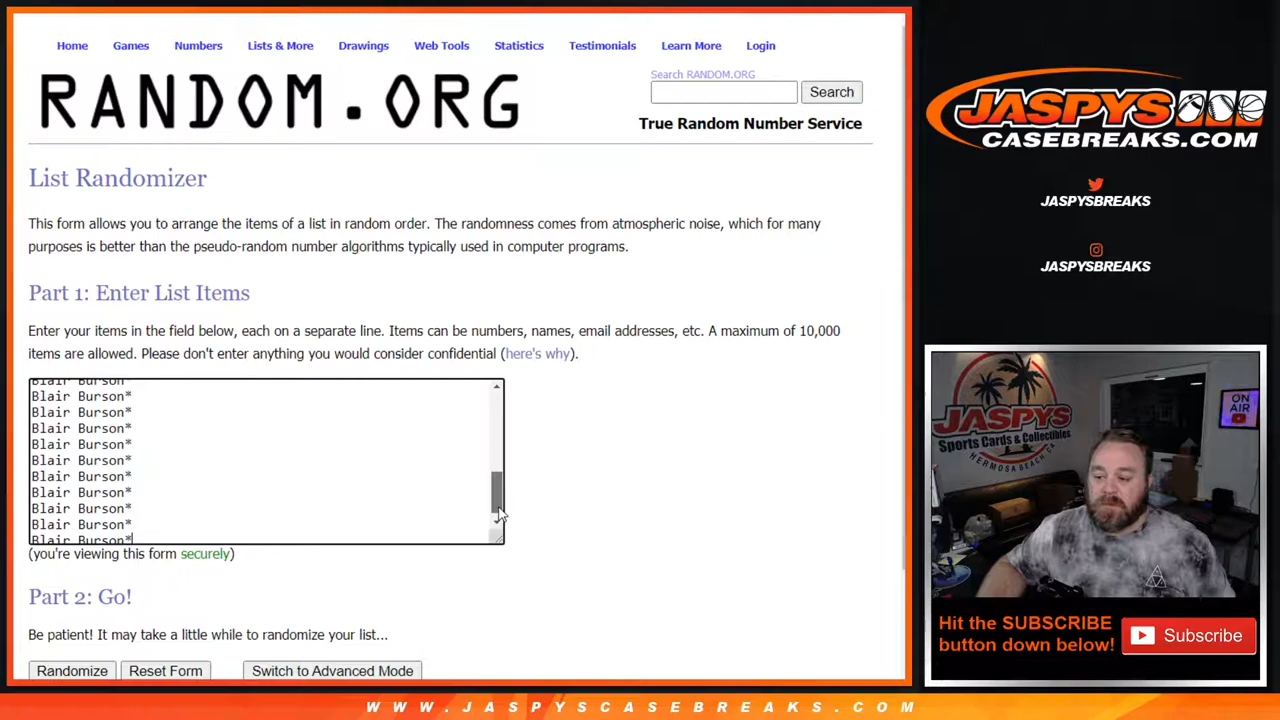 Home Games Numbers Lists & More Drawings Web Tools Statistics Testimonials Learn More Login
RANDOM.ORG
Search RANDOM.ORG
Search
True Random Number Service
List Randomizer
This form allows you to arrange the items of a list in random order. The randomness comes from atmospheric noise, which for many
purposes is better than the pseudo-random number algorithms typically used in computer programs.
Part 1: Enter List Items
Enter your items in the field below, each on a separate line. Items can be numbers, names, email addresses, etc. A maximum of 10,000
items are allowed. Please don't enter anything you would consider confidential (here's why).
Blair Burson*
Blair Burson*
Blair Burson*
Blair Burson*
Blair Burson*
Blair Burson*
Blair Burson*
Blair Burson*
Blair Burson*
Blair Burson*
Blair Burson*
(you're viewing this form securely)
Part 2: Go!
Be patient! It may take a little while to randomize your list...
Randomize Reset Form Switch to Advanced Mode
JASPYS
CASEBREAKS.COM
JASPYSBREAKS
JASPYSBREAKS
JASPYS
Sports Cards & Collectibles
HERMOSA BEACH CA
ON
AIR
Hit the SUBSCRIBE
button down below!
Subscribe
WWW.JASPYSCASEBREAKS.COM